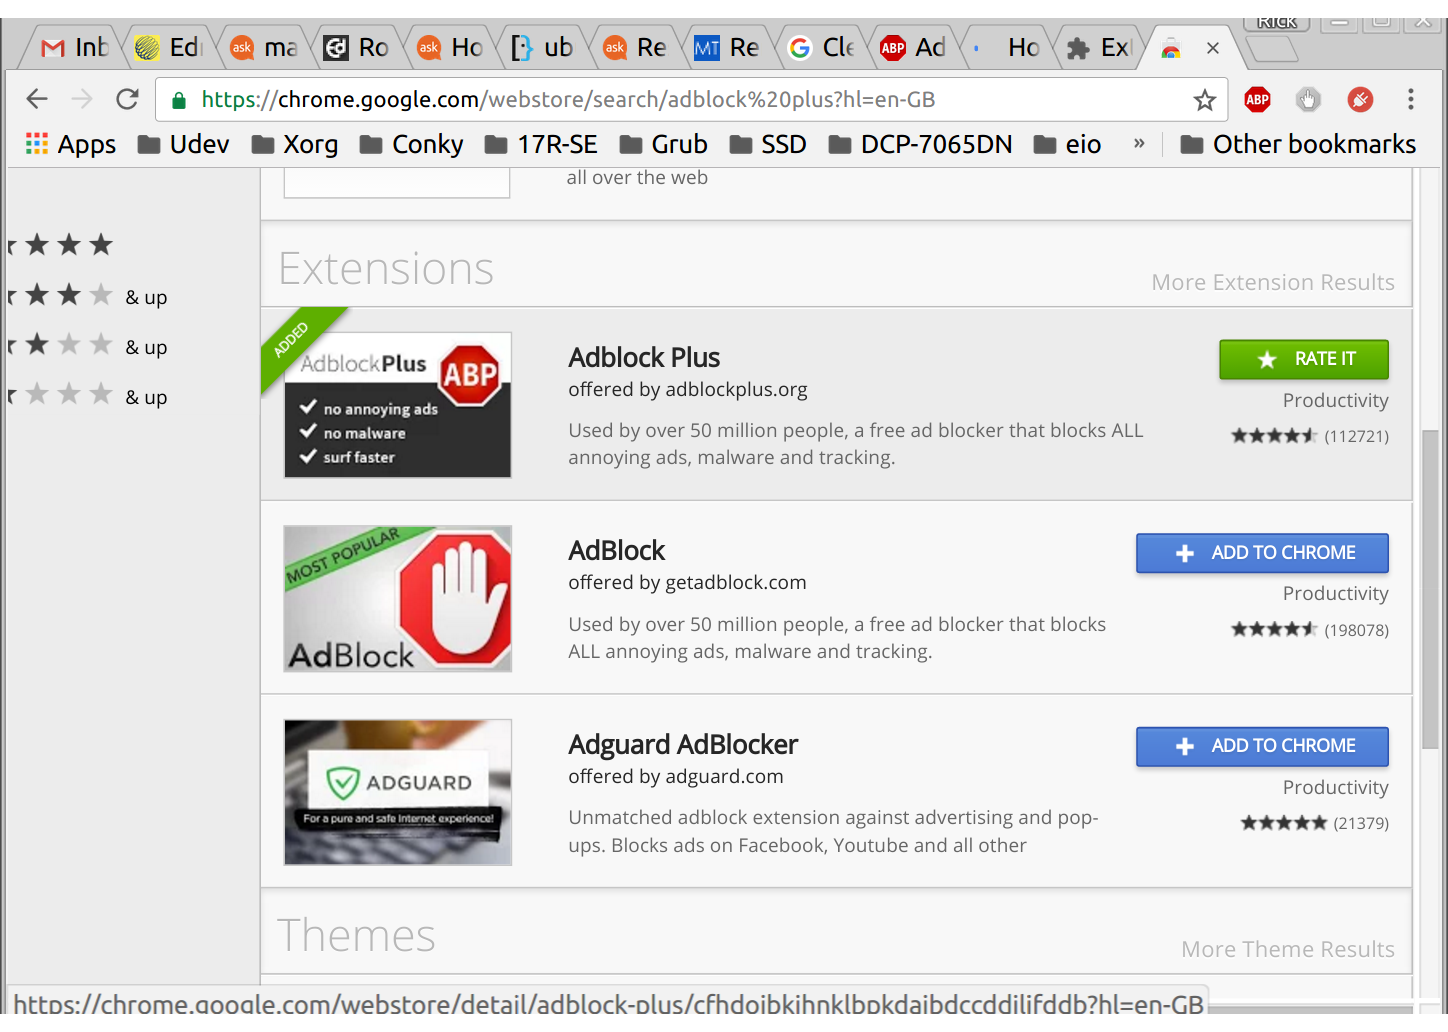 Rick
Inb
Ed
ask ma
Ro
ask Ho
ub
ask Re
MT Re
G Cle
ABP Ad
Ho
Ex
https://chrome.google.com/webstore/search/adblock%20plus?hl=en-GB
ABP
Apps Udev Xorg Conky 17R-SE Grub SSD DCP-7065DN eio » Other bookmarks
all over the web
& up
& up
& up
Extensions
More Extension Results
ADDED
AdblockPlus
ABP
no annoying ads
no malware
surf faster
Adblock Plus
offered by adblockplus.org
Used by over 50 million people, a free ad blocker that blocks ALL
annoying ads, malware and tracking.
RATE IT
Productivity
(112721)
MOST POPULAR
AdBlock
AdBlock
offered by getadblock.com
Used by over 50 million people, a free ad blocker that blocks
ALL annoying ads, malware and tracking.
ADD TO CHROME
Productivity
(198078)
ADGUARD
For a pure and safe Internet experience!
Adguard AdBlocker
offered by adguard.com
Unmatched adblock extension against advertising and pop-
ups. Blocks ads on Facebook, Youtube and all other
ADD TO CHROME
Productivity
(21379)
Themes
More Theme Results
https://chrome.google.com/webstore/detail/adblock-plus/cfhdojbkjhnklbpkdaibdccddilifddb?hl=en-GB